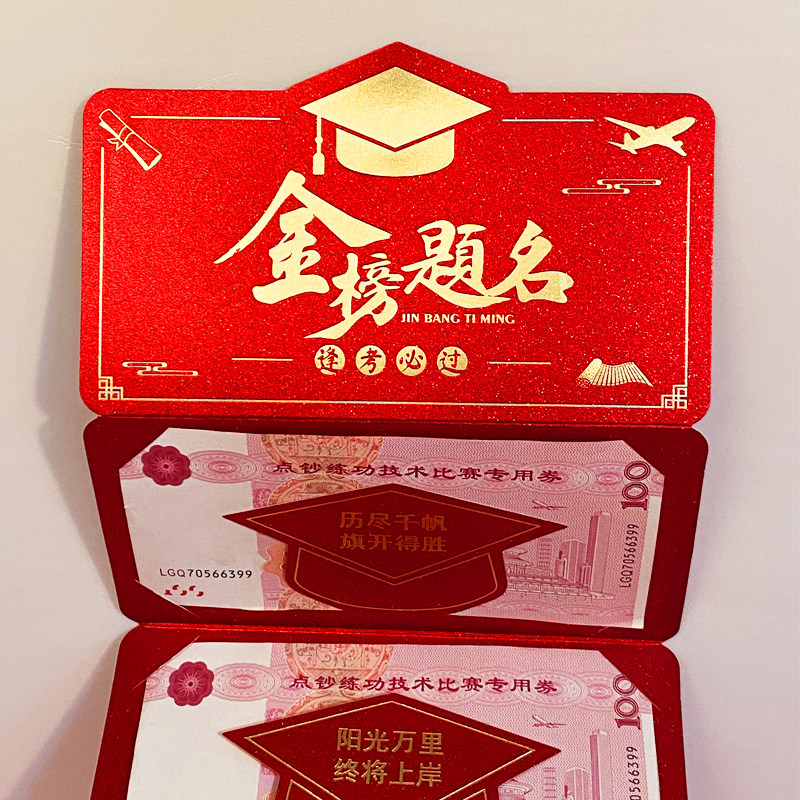 金榜題名
JIN BANG TI MING
逢考必过
点钞练功技术比赛专用券
100
历尽千帆
旗开得胜
LGQ70566399
LGQ70566399
点钞练功技术比赛专用券
100
阳光万里
终将上岸